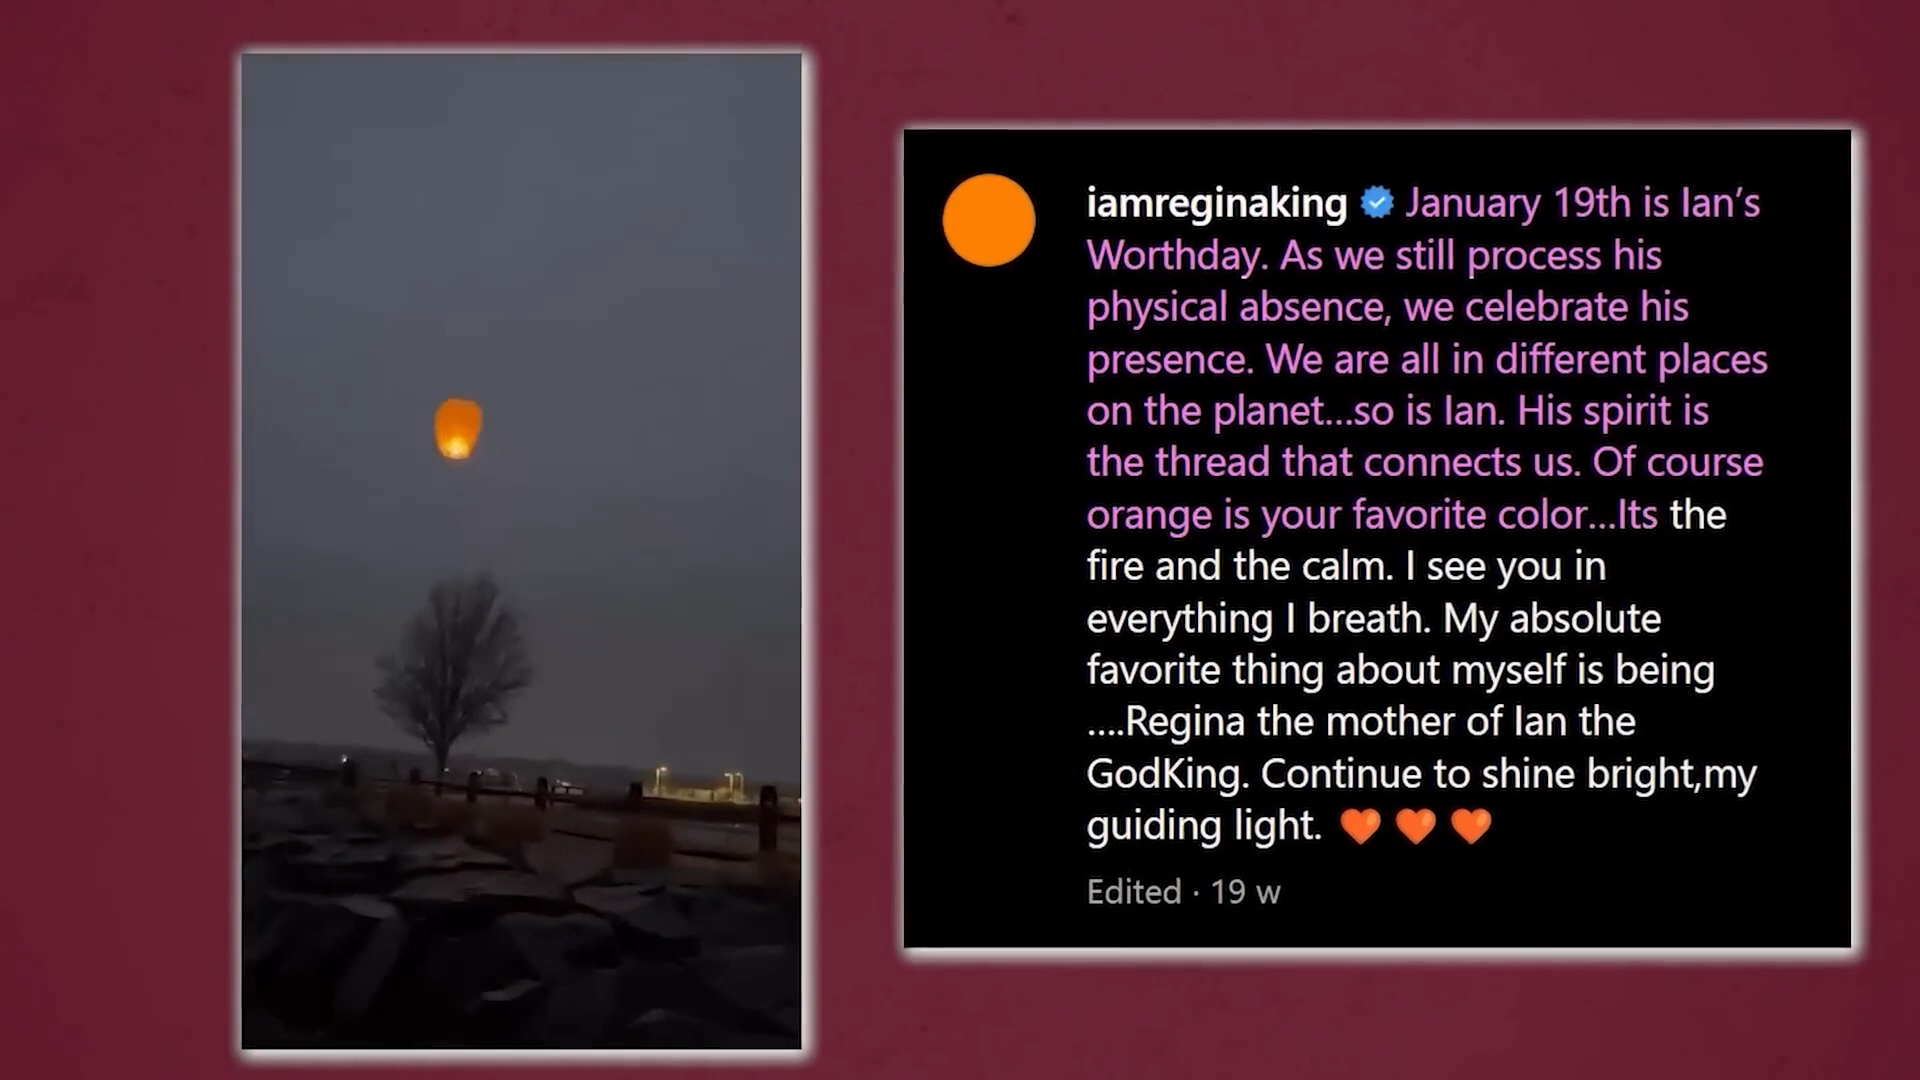 iamreginaking January 19th is Ian’s
Worthday. As we still process his
physical absence, we celebrate his
presence. We are all in different places
on the planet...so is Ian. His spirit is
the thread that connects us. Of course
orange is your favorite color...Its the
fire and the calm. I see you in
everything I breath. My absolute
favorite thing about myself is being
....Regina the mother of Ian the
GodKing. Continue to shine bright,my
guiding light. 🧡 🧡 🧡
Edited · 19 w